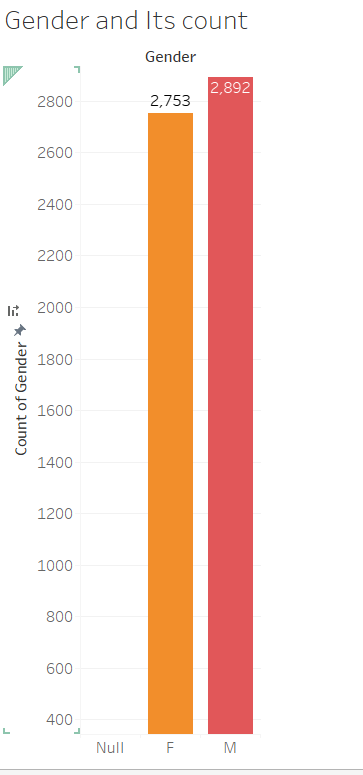 Gender and Its count
Gender
2,753
2,892
2800
2600
2400
2200
2000
1800
1600
1400
1200
1000
800
600
400
Count of Gender
Null
F
M